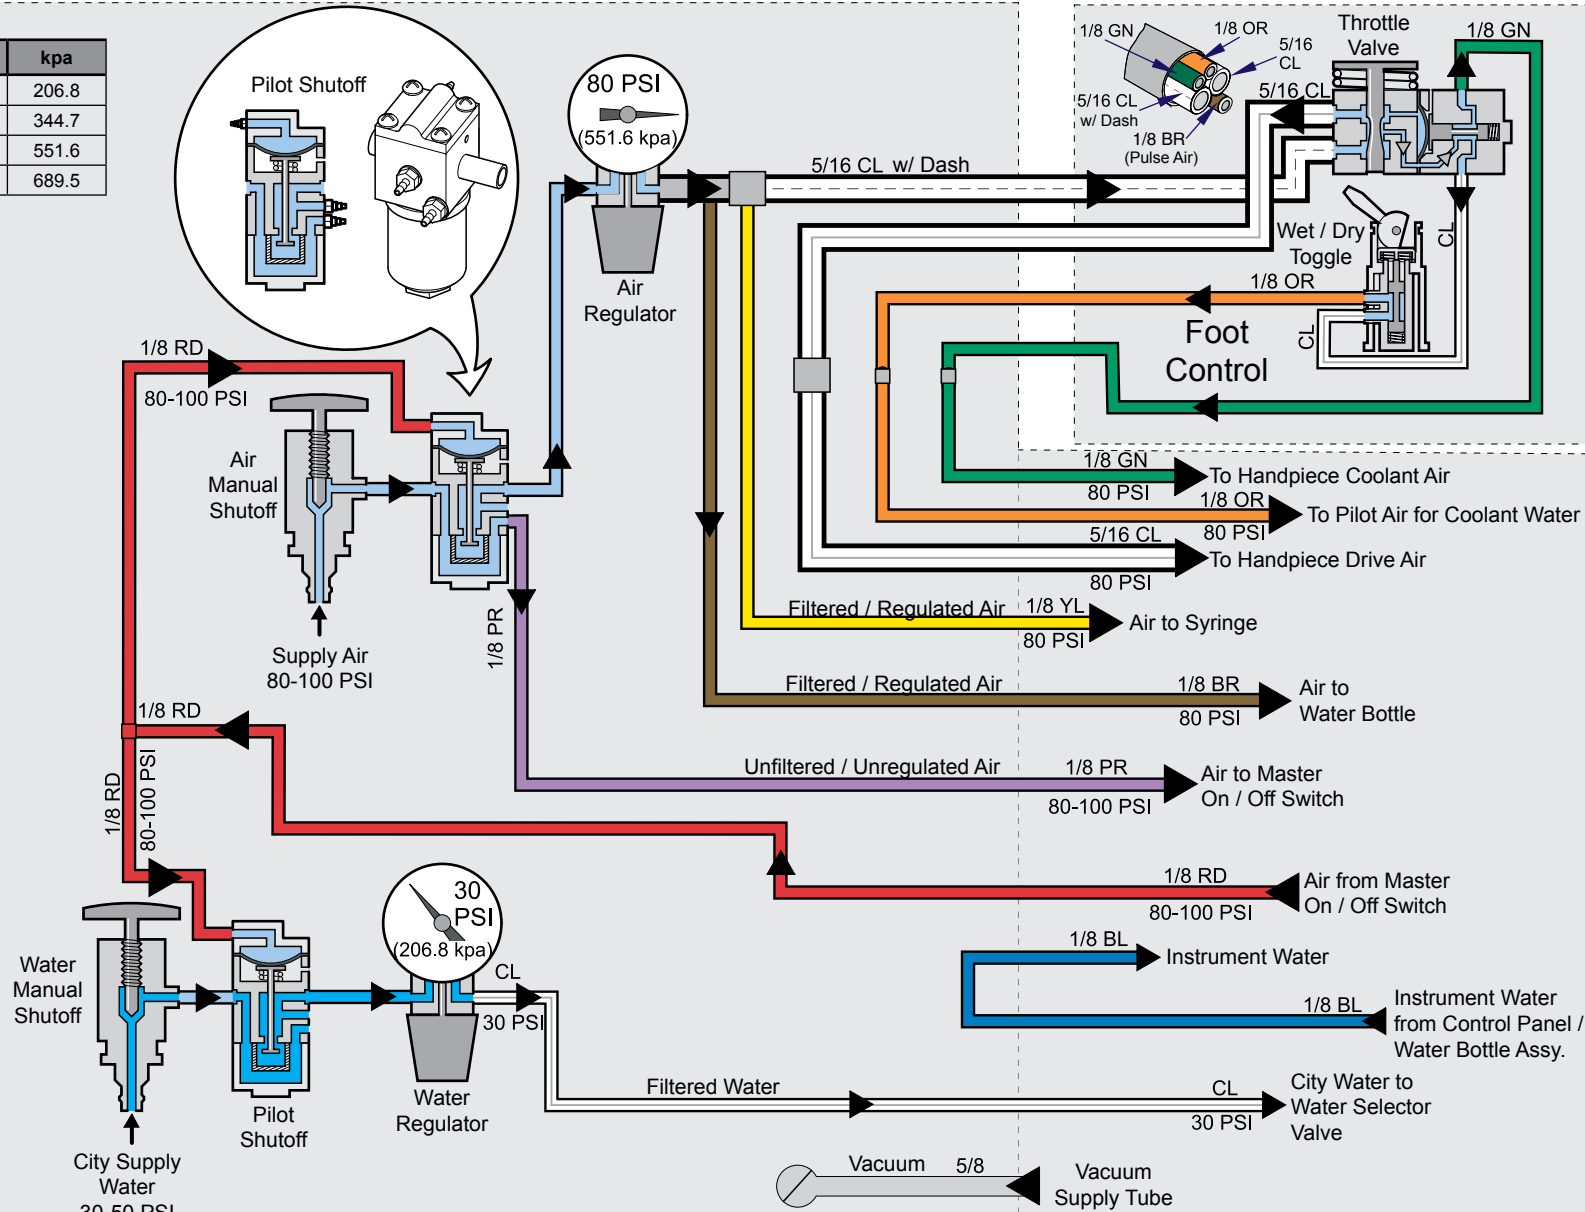 kpa
206.8
344.7
551.6
689.5
Pilot Shutoff
80 PSI
(551.6 kpa)
Air
Regulator
1/8 GN
1/8 OR
5/16
CL
5/16 CL
w/ Dash
1/8 BR
(Pulse Air)
Throttle
Valve
1/8 GN
5/16 CL
5/16 CL w/ Dash
Wet / Dry
Toggle
CL
CL
1/8 OR
Foot
Control
1/8 RD
80-100 PSI
Air
Manual
Shutoff
Supply Air
80-100 PSI
1/8 PR
1/8 GN
80 PSI
To Handpiece Coolant Air
1/8 OR
80 PSI
To Pilot Air for Coolant Water
5/16 CL
80 PSI
To Handpiece Drive Air
Filtered / Regulated Air
1/8 YL
80 PSI
Air to Syringe
Filtered / Regulated Air
1/8 BR
80 PSI
Air to
Water Bottle
1/8 RD
1/8 RD
80-100 PSI
Unfiltered / Unregulated Air
1/8 PR
80-100 PSI
Air to Master
On / Off Switch
1/8 RD
80-100 PSI
Air from Master
On / Off Switch
30
PSI
(206.8 kpa)
Water
Manual
Shutoff
CL
30 PSI
1/8 BL
Instrument Water
1/8 BL
Instrument Water
from Control Panel /
Water Bottle Assy.
Pilot
Shutoff
Water
Regulator
Filtered Water
CL
30 PSI
City Water to
Water Selector
Valve
City Supply
Water
30-50 PSI
Vacuum
5/8
Vacuum
Supply Tube